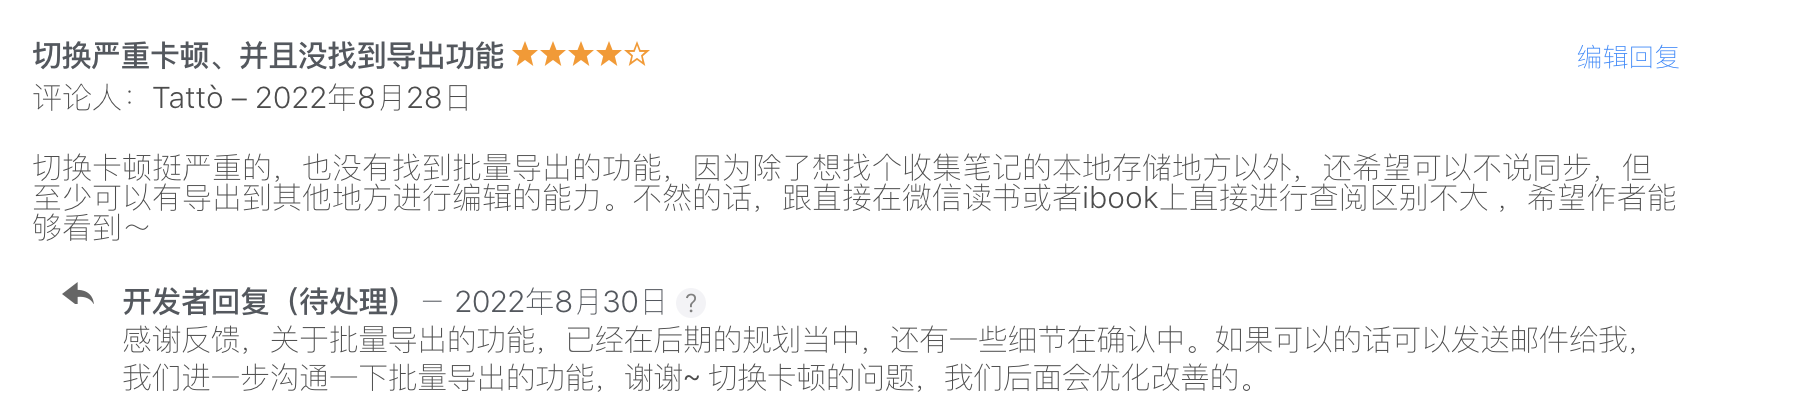 切换严重卡顿、并且没找到导出功能 ★★★★☆
编辑回复
评论人：Tattò – 2022年8月28日
切换卡顿挺严重的，也没有找到批量导出的功能，因为除了想找个收集笔记的本地存储地方以外，还希望可以不说同步，但
至少可以有导出到其他地方进行编辑的能力。不然的话，跟直接在微信读书或者ibook上直接进行查阅区别不大 ，希望作者能
够看到～
开发者回复（待处理） – 2022年8月30日 ?
感谢反馈，关于批量导出的功能，已经在后期的规划当中，还有一些细节在确认中。如果可以的话可以发送邮件给我，
我们进一步沟通一下批量导出的功能，谢谢~ 切换卡顿的问题，我们后面会优化改善的。